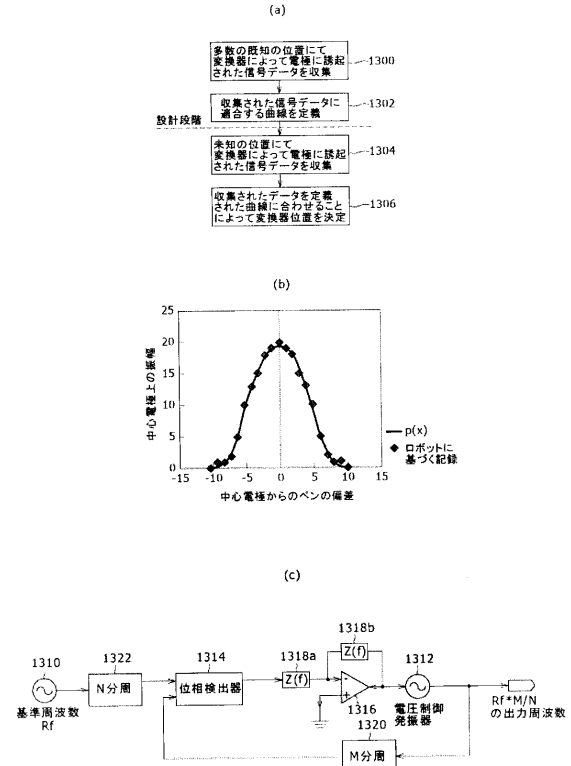 (a)
多数の既知の位置にて
変換器によって電極に誘起
された信号データを収集
1300
収集された信号データに
適合する曲線を定義
1302
設計段階
未知の位置にて
変換器によって電極に誘起
された信号データを収集
1304
収集されたデータを定義
された曲線に合わせること
によって変換器位置を決定
1306
(b)
中心電極上の振幅
25
20
15
10
5
0
-15
-10
-5
0
5
10
15
中心電極からのペンの偏差
p(x)
ロボットに
基づく記録
(c)
1310
1322
1314
1318a
1318b
1312
N分周
位相検出器
Z(f)
Z(f)
-
+
1316
基準周波数
Rf
電圧制御
発振器
Rf*M/N
の出力周波数
1320
M分周